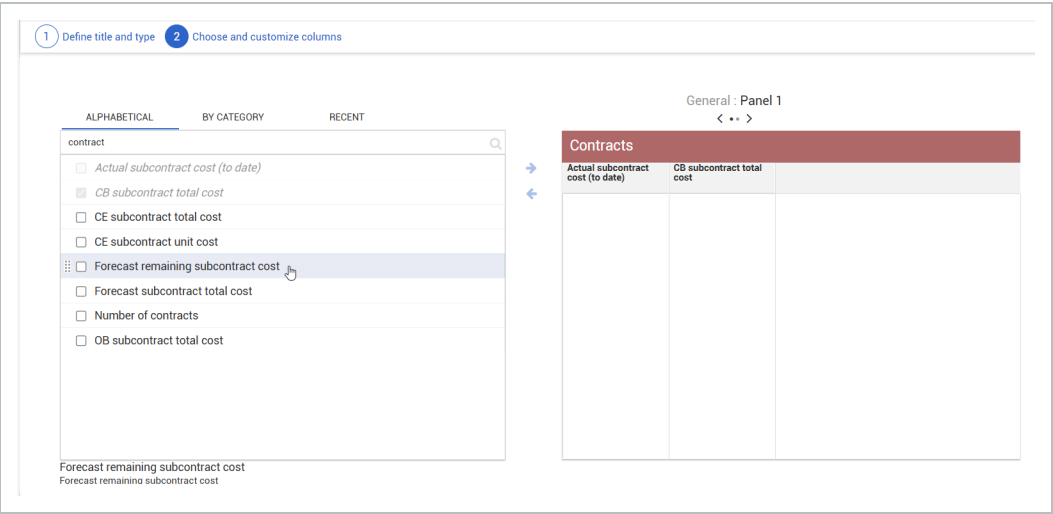 1 Define title and type 2 Choose and customize columns
General : Panel 1
ALPHABETICAL BY CATEGORY RECENT
contract
Actual subcontract cost (to date)
CB subcontract total cost
CE subcontract total cost
CE subcontract unit cost
Forecast remaining subcontract cost
Forecast subcontract total cost
Number of contracts
OB subcontract total cost
Forecast remaining subcontract cost
Forecast remaining subcontract cost
Contracts
Actual subcontract
cost (to date)
CB subcontract total
cost